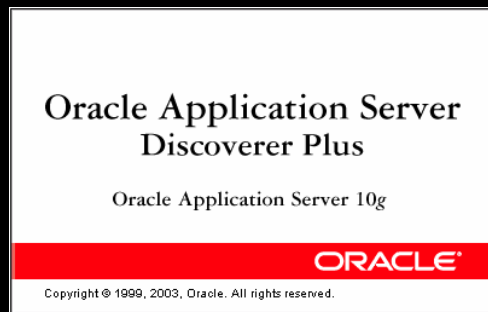 Oracle Application Server
Discoverer Plus
Oracle Application Server 10g
ORACLE®
Copyright © 1999, 2003, Oracle. All rights reserved.